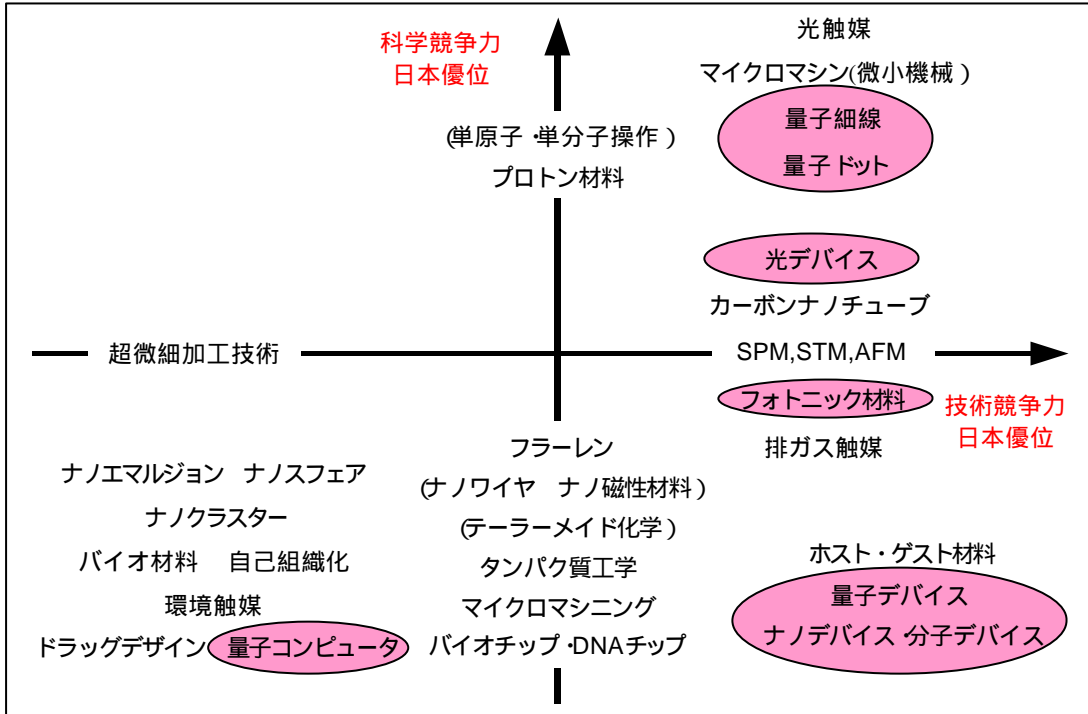 科学競争力
日本優位
光触媒
マイクロマシン(微小機械)
量子細線
量子ドット
(単原子・単分子操作)
プロトン材料
光デバイス
カーボンナノチューブ
超微細加工技術
SPM,STM,AFM
フォトニック材料
技術競争力
日本優位
排ガス触媒
フラーレン
(ナノワイヤ ナノ磁性材料)
(テーラーメイド化学)
タンパク質工学
マイクロマシニング
バイオチップ・DNAチップ
ナノエマルジョン ナノスフェア
ナノクラスター
バイオ材料 自己組織化
環境触媒
ドラッグデザイン 量子コンピュータ
ホスト・ゲスト材料
量子デバイス
ナノデバイス・分子デバイス